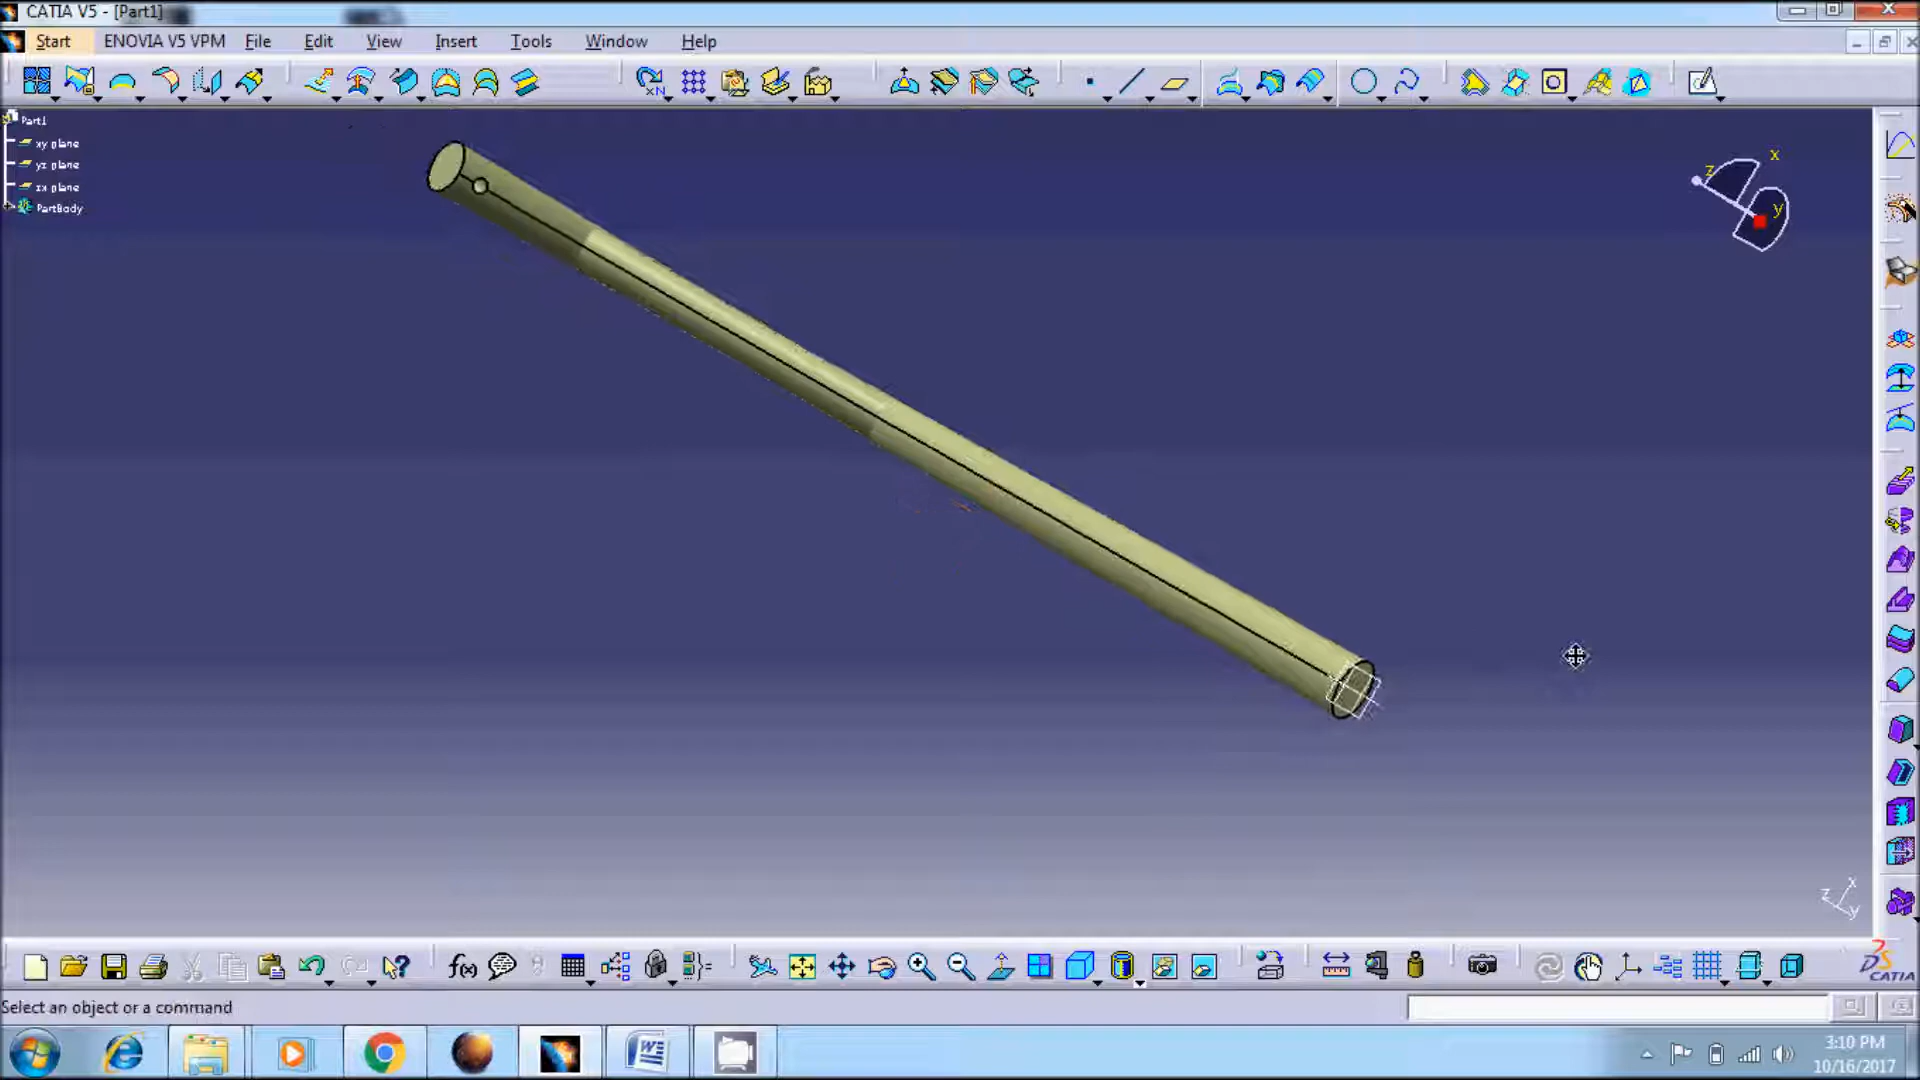 CATIA V5 - [Part1]
Start ENOVIA V5 VPM File Edit View Insert Tools Window Help
Part1
xy plane
yz plane
zx plane
PartBody
z
x
y
x
z
y
f(x)
CATIA
Select an object or a command
3:10 PM
10/16/2017